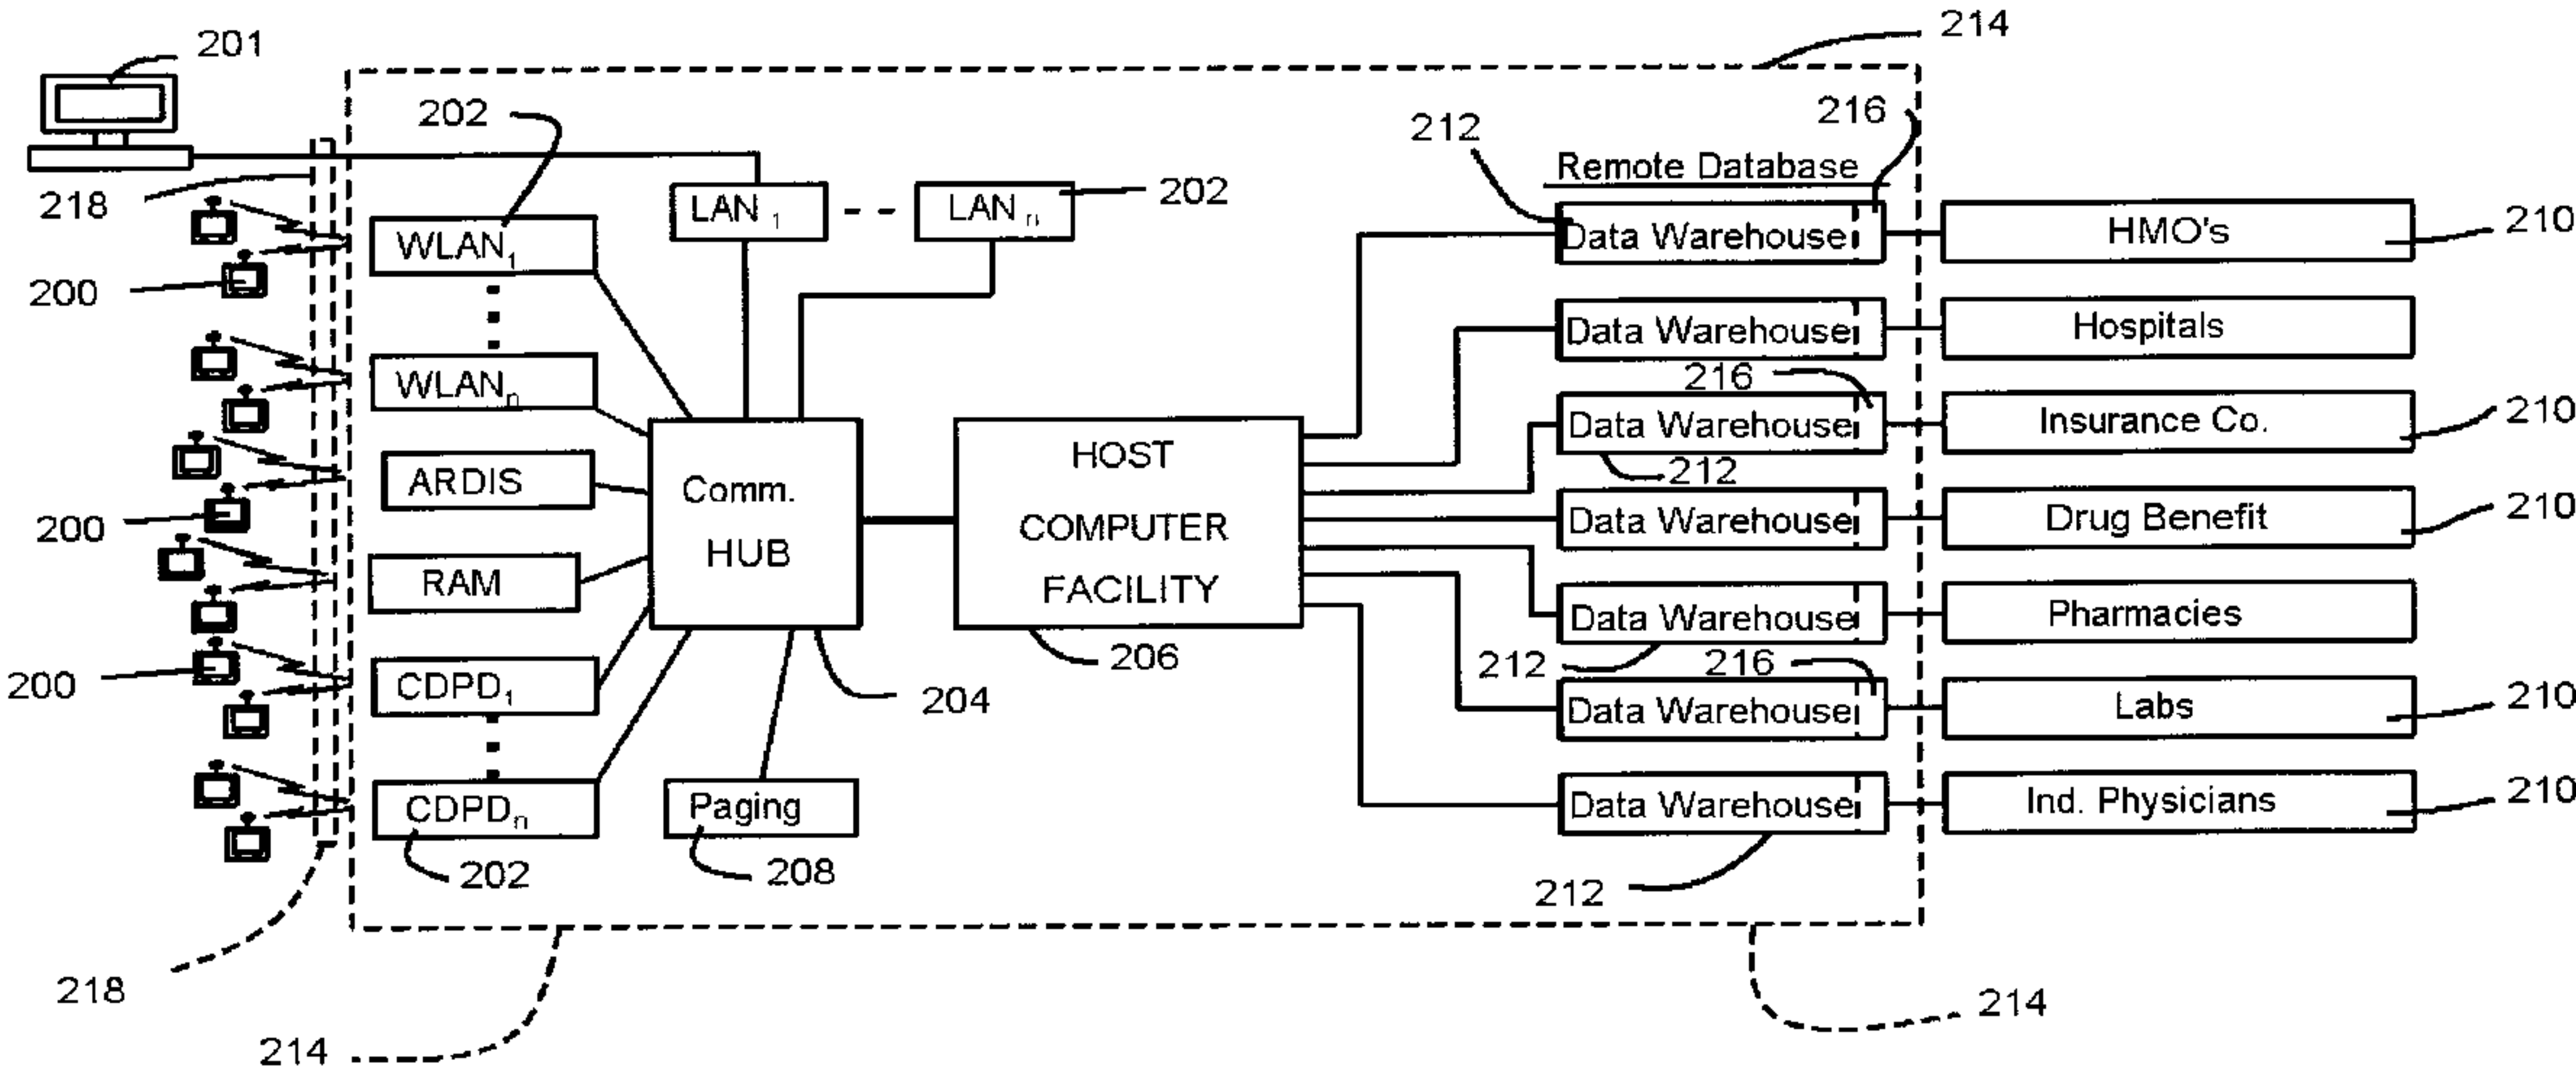 201
214
202
216
212
Remote Database
218
LAN 1
LAN n
202
WLAN1
Data Warehouse
HMO's
210
200
Data Warehouse
Hospitals
WLANn
216
Data Warehouse
Insurance Co.
210
212
ARDIS
Comm.
HUB
HOST
COMPUTER
FACILITY
200
Data Warehouse
Drug Benefit
210
RAM
Data Warehouse
Pharmacies
206
212
216
200
CDPD1
204
Data Warehouse
Labs
210
CDPDn
Paging
Data Warehouse
Ind. Physicians
210
202
208
212
218
214
214